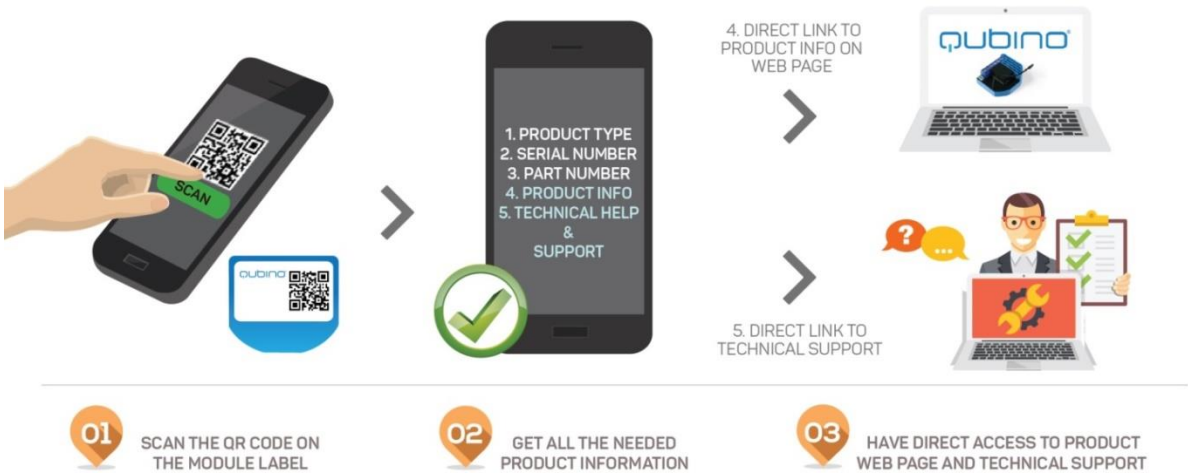 SCAN
QUBINO
1. PRODUCT TYPE
2. SERIAL NUMBER
3. PART NUMBER
4. PRODUCT INFO
5. TECHNICAL HELP
&
SUPPORT
4. DIRECT LINK TO
PRODUCT INFO ON
WEB PAGE
QUBINO®
?
...
5. DIRECT LINK TO
TECHNICAL SUPPORT
01
SCAN THE QR CODE ON
THE MODULE LABEL
02
GET ALL THE NEEDED
PRODUCT INFORMATION
03
HAVE DIRECT ACCESS TO PRODUCT
WEB PAGE AND TECHNICAL SUPPORT